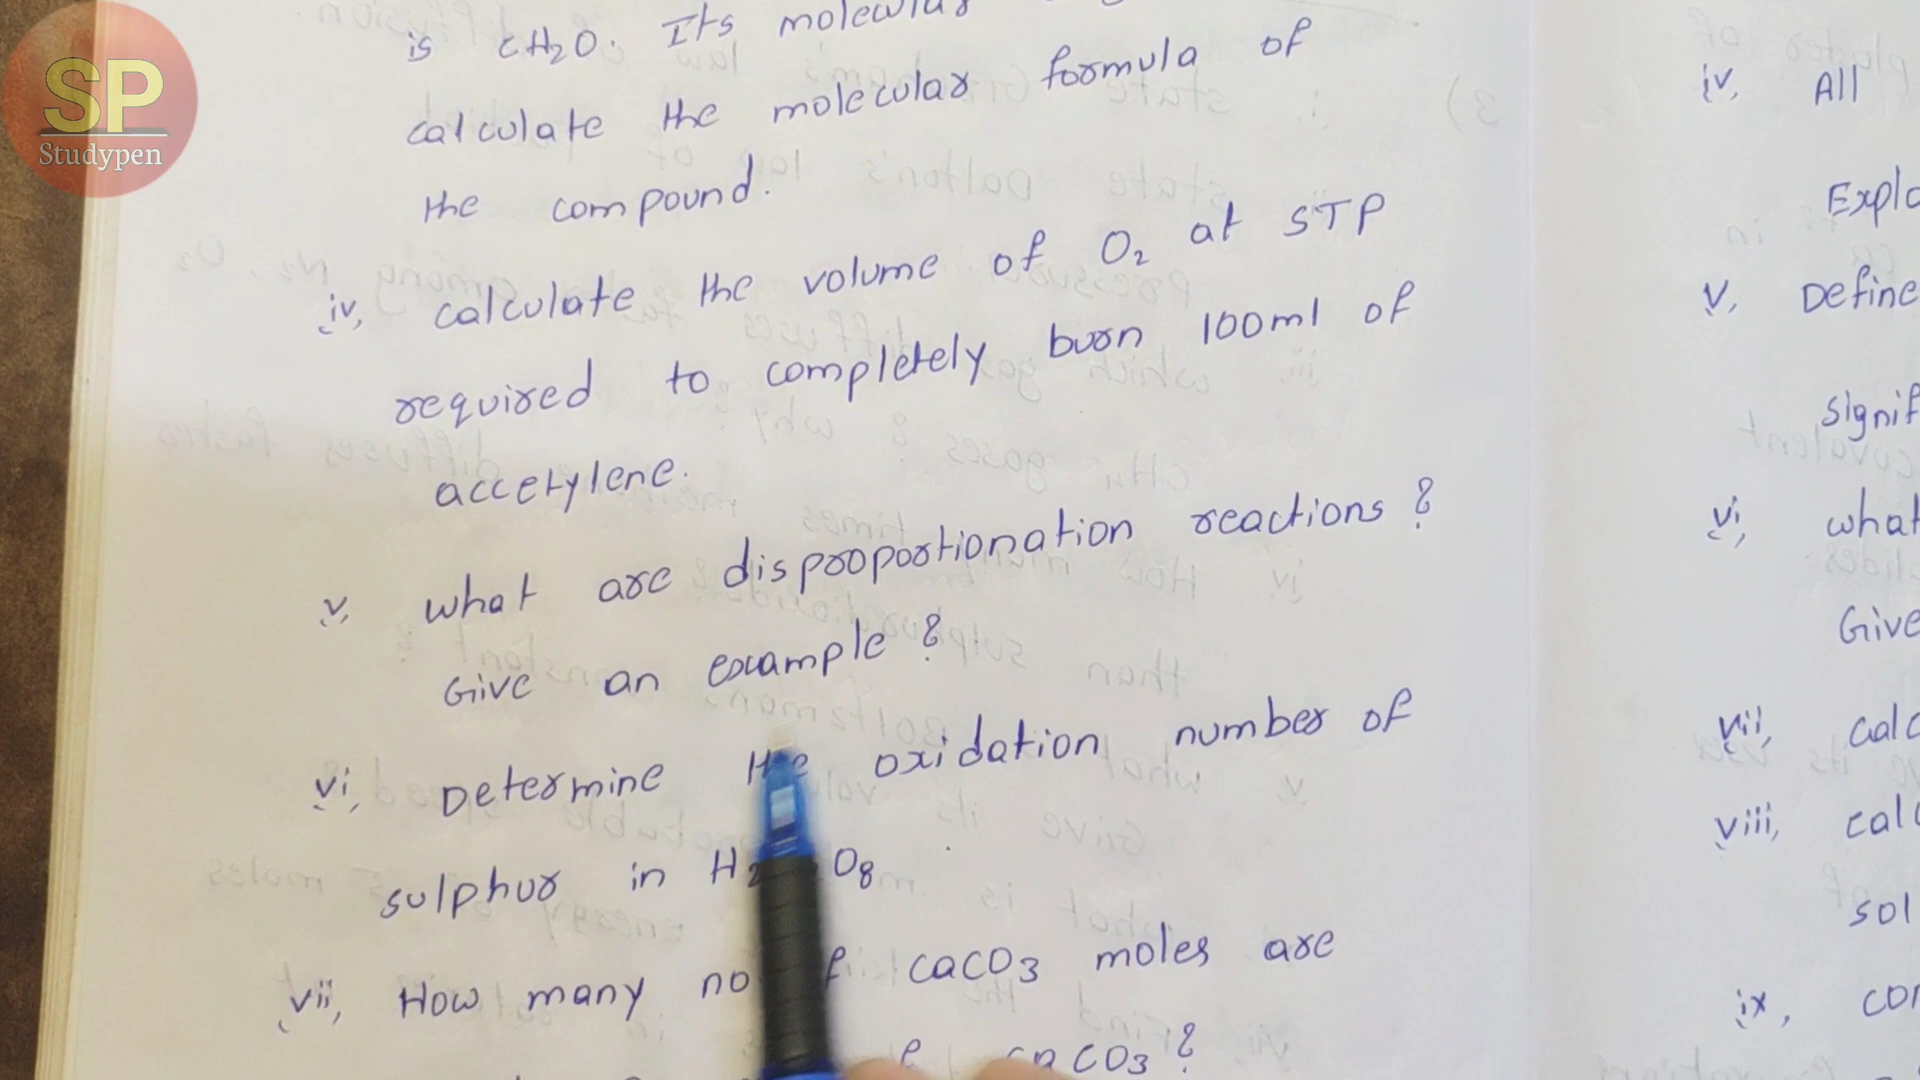 SP
Studypen
is CH2O. Its molecular
calculate the molecular formula of
the compound.
iv, calculate the volume of O2 at STP
required to completely burn 100ml of
accetylene.
v, what are disproportionation reactions?
Give an example?
vi, Determine the oxidation number of
sulphur in H2 O8
vii, How many no CaCO3 moles are
CaCO3?
3)
iv, All
Expla
v, Define
signif
vi, what
Give
vii, calc
viii, calc
sol
ix, con